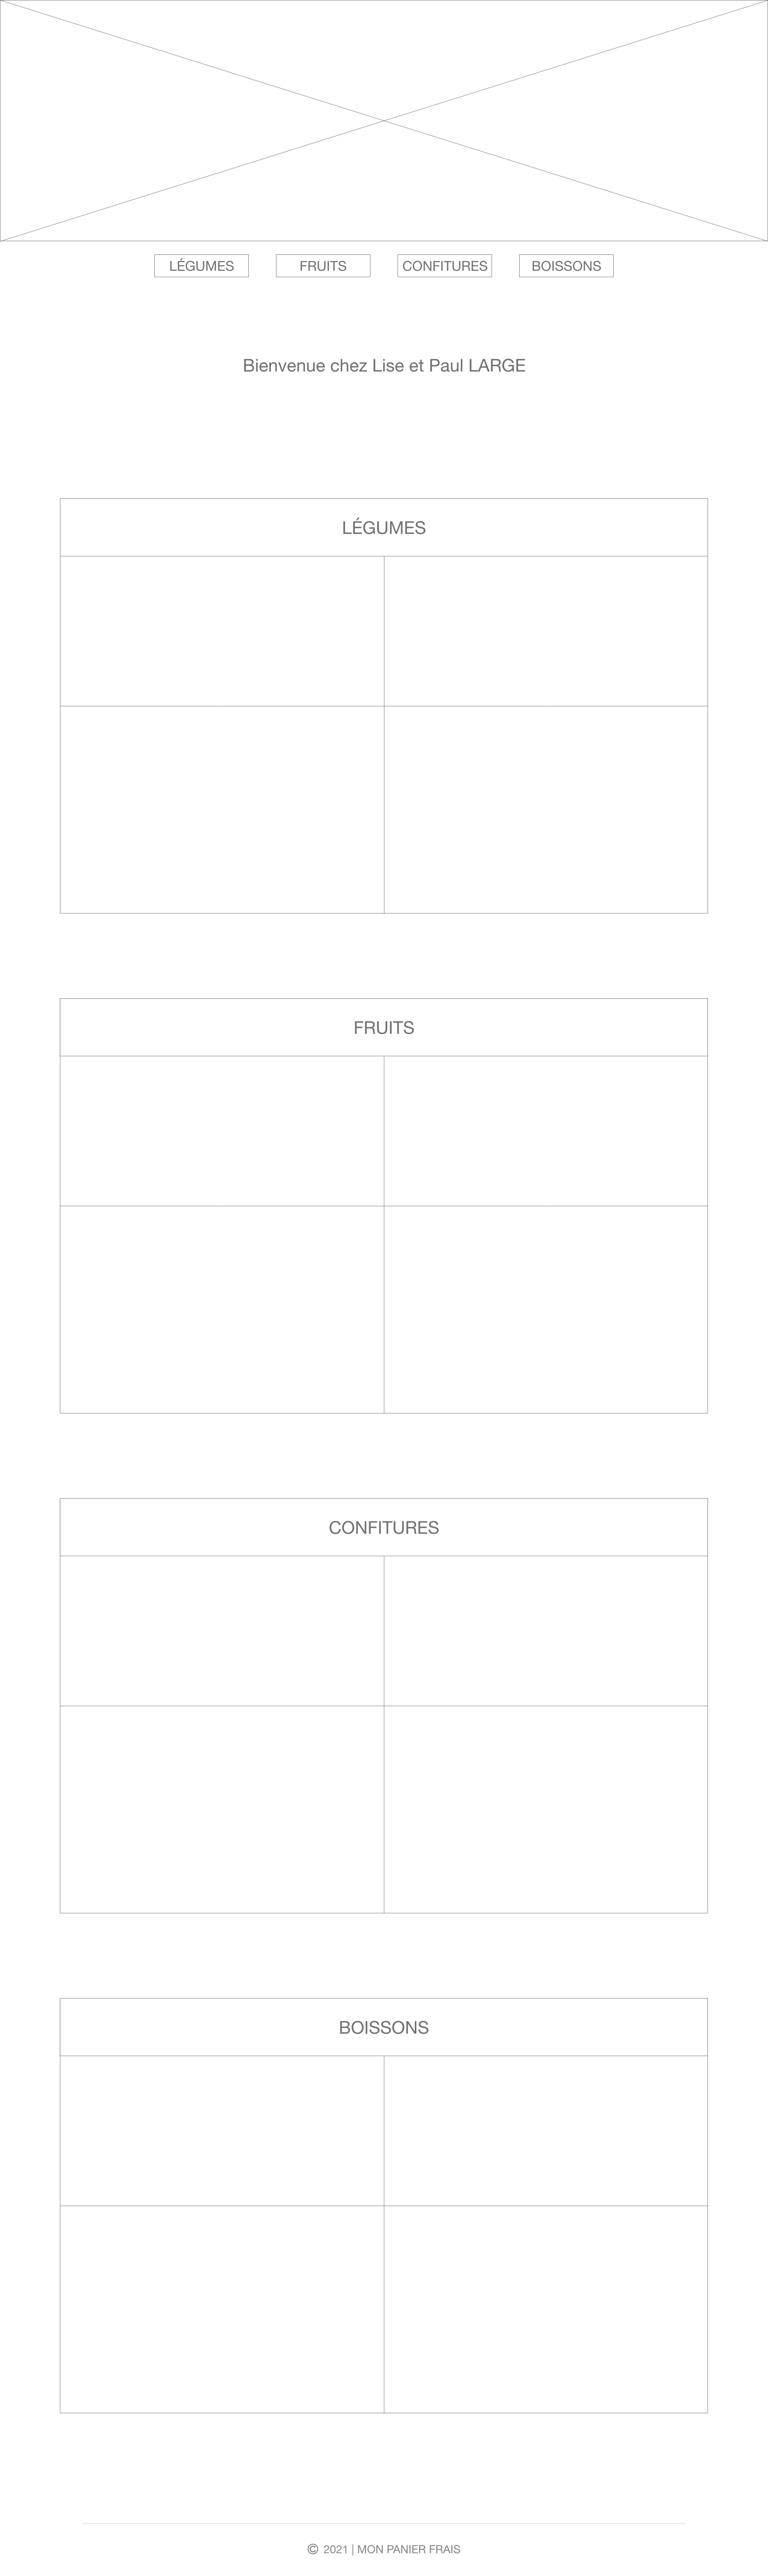 LÉGUMES FRUITS CONFITURES BOISSONS
Bienvenue chez Lise et Paul LARGE
LÉGUMES
FRUITS
CONFITURES
BOISSONS
© 2021 | MON PANIER FRAIS